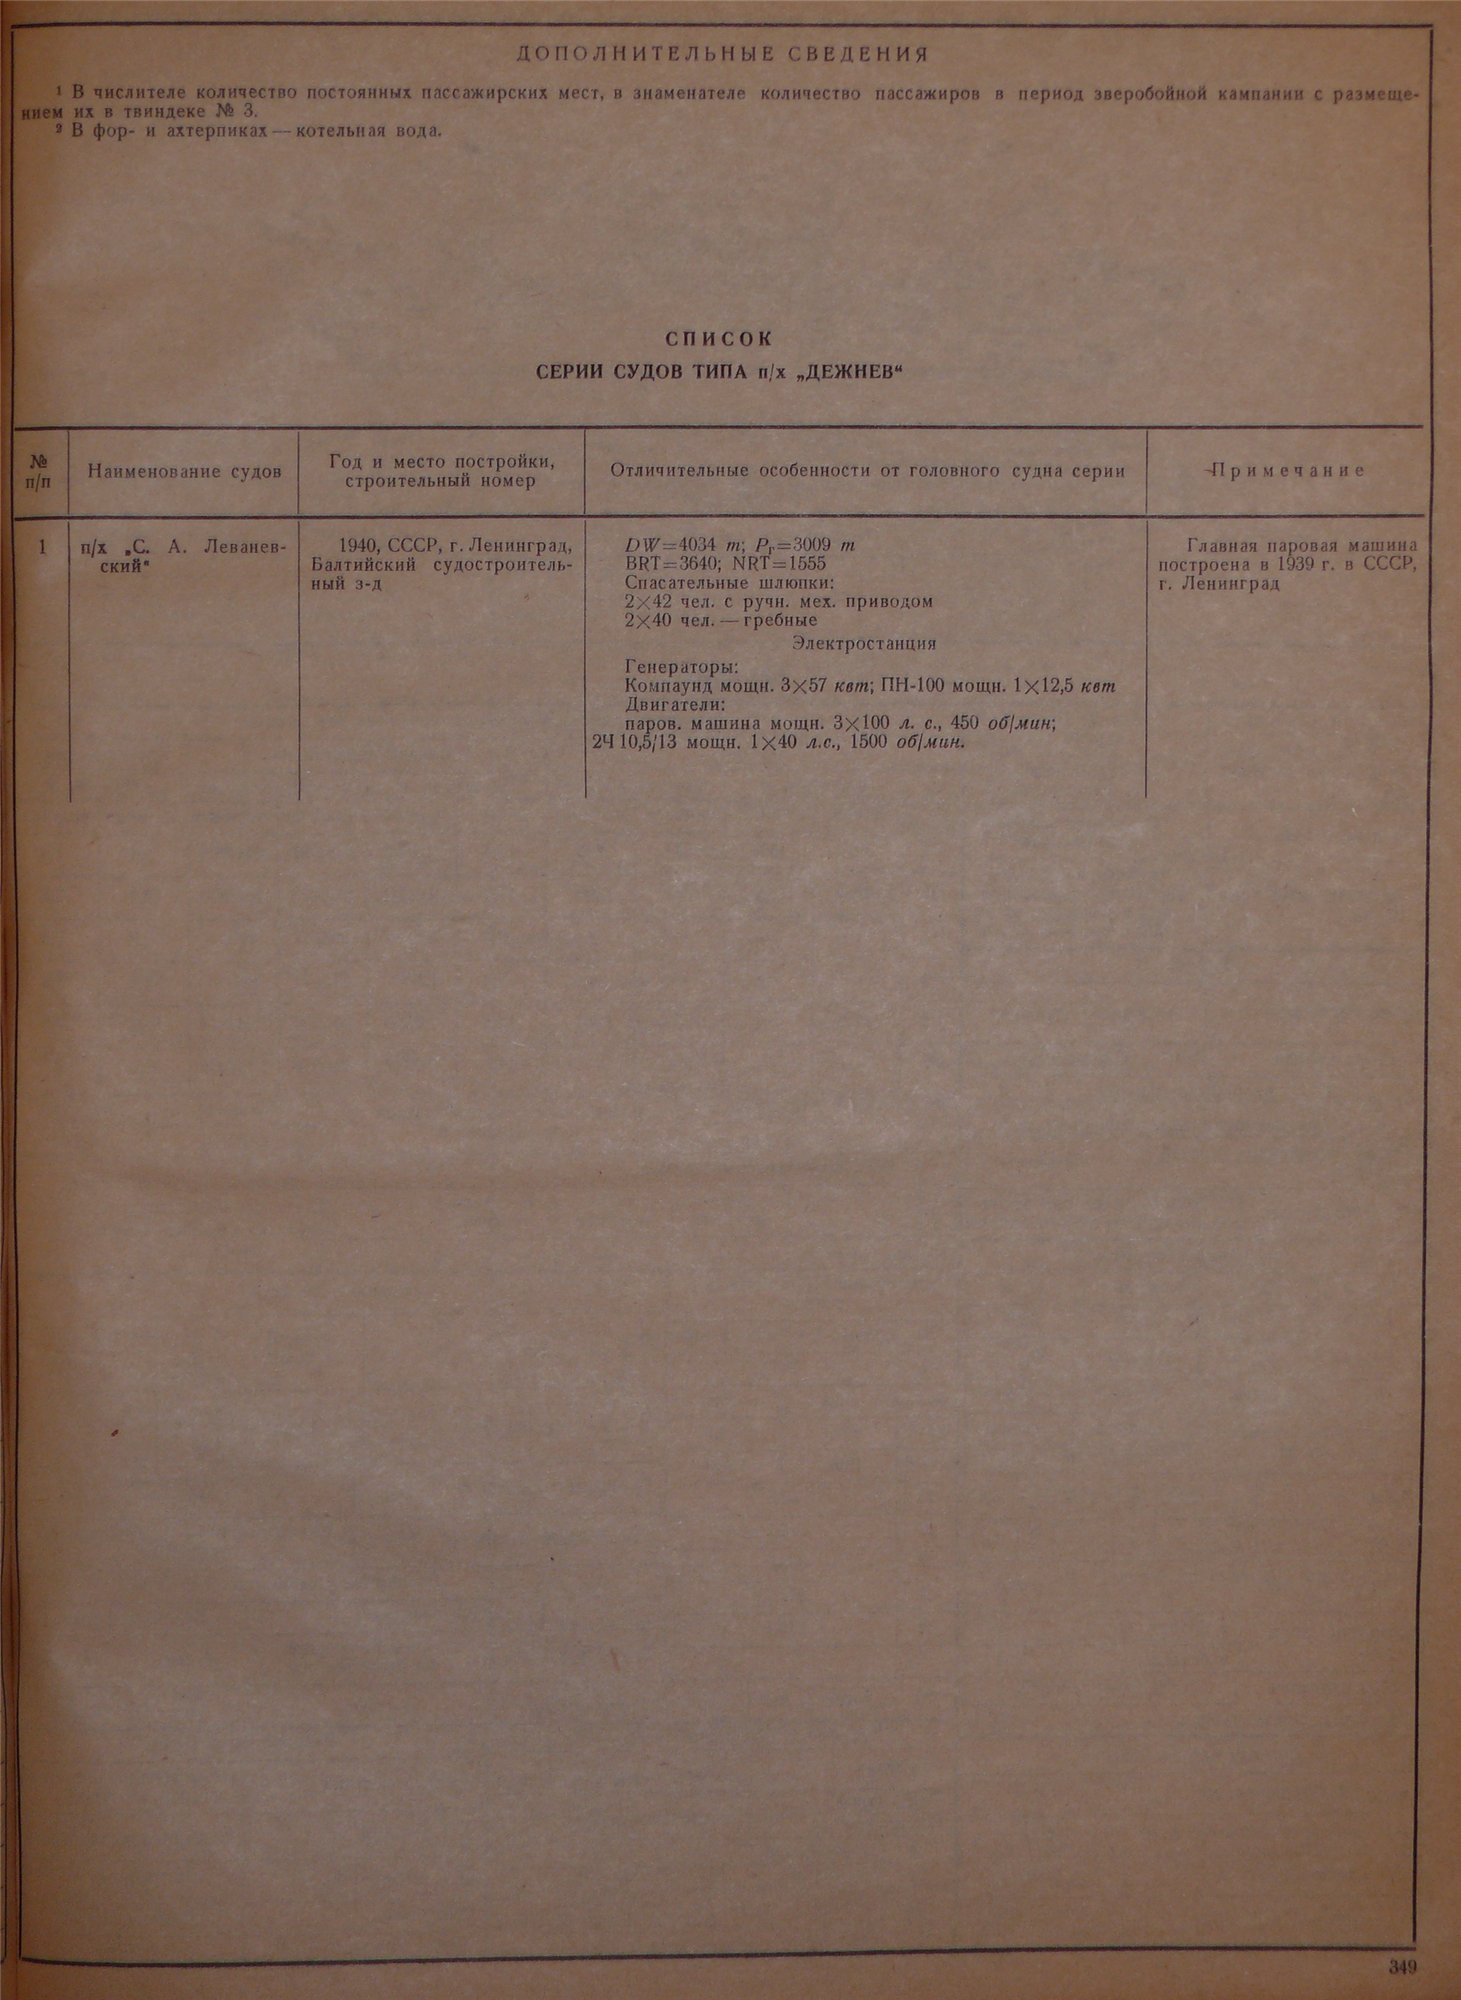 ДОПОЛНИТЕЛЬНЫЕ СВЕДЕНИЯ
¹ В числителе количество постоянных пассажирских мест, в знаменателе количество пассажиров в период зверобойной кампании с размеще-
нием их в твиндеке № 3.
² В фор- и ахтерпиках — котельная вода.
СПИСОК
СЕРИИ СУДОВ ТИПА п/х „ДЕЖНЕВ“
№
п/п
Наименование судов
Год и место постройки,
строительный номер
Отличительные особенности от головного судна серии
Примечание
1
п/х „С. А. Леванев-
ский"
1940, СССР, г. Ленинград,
Балтийский судостроитель-
ный з-д
DW=4034 т; Pг=3009 т
BRT=3640; NRT=1555
Спасательные шлюпки:
2×42 чел. с ручн. мех. приводом
2×40 чел. — гребные
Электростанция
Генераторы:
Компаунд мощн. 3×57 квт; ПН-100 мощн. 1×12,5 квт
Двигатели:
паров. машина мощн. 3×100 л. с., 450 об/мин;
2Ч 10,5/13 мощн. 1×40 л.с., 1500 об/мин.
Главная паровая машина
построена в 1939 г. в СССР,
г. Ленинград
349